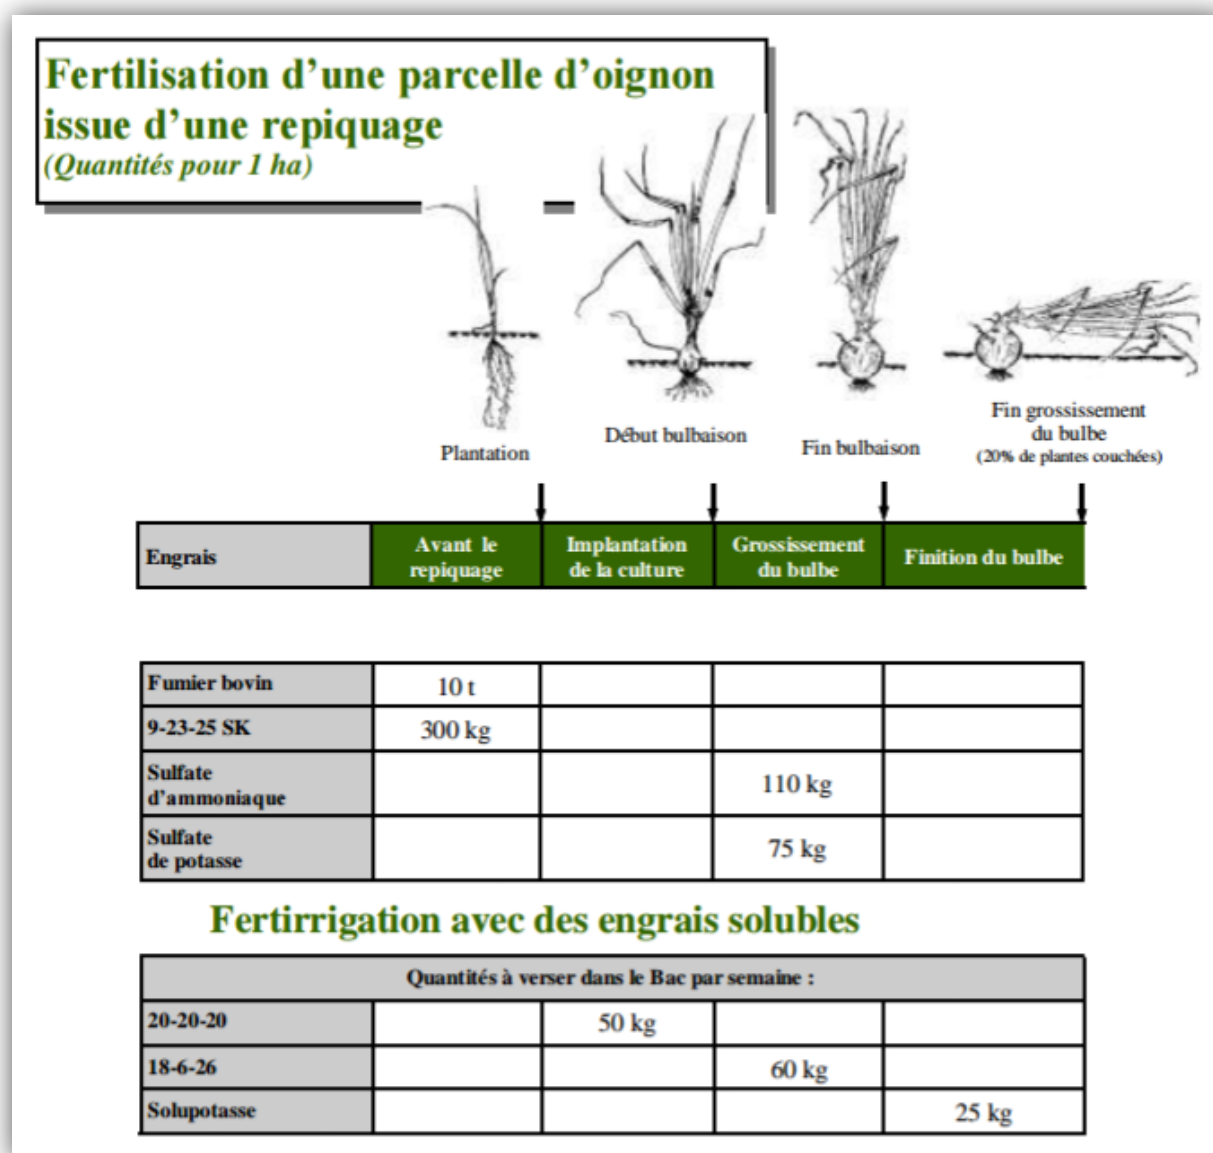 Fertilisation d’une parcelle d’oignon
issue d’une repiquage
(Quantités pour 1 ha)
Plantation
Début bulbaison
Fin bulbaison
Fin grossissement
du bulbe
(20% de plantes couchées)
Engrais
Avant le
repiquage
Implantation
de la culture
Grossissement
du bulbe
Finition du bulbe
Fumier bovin
10 t
9-23-25 SK
300 kg
Sulfate
d’ammoniaque
110 kg
Sulfate
de potasse
75 kg
Fertirrigation avec des engrais solubles
Quantités à verser dans le Bac par semaine :
20-20-20
50 kg
18-6-26
60 kg
Solupotasse
25 kg